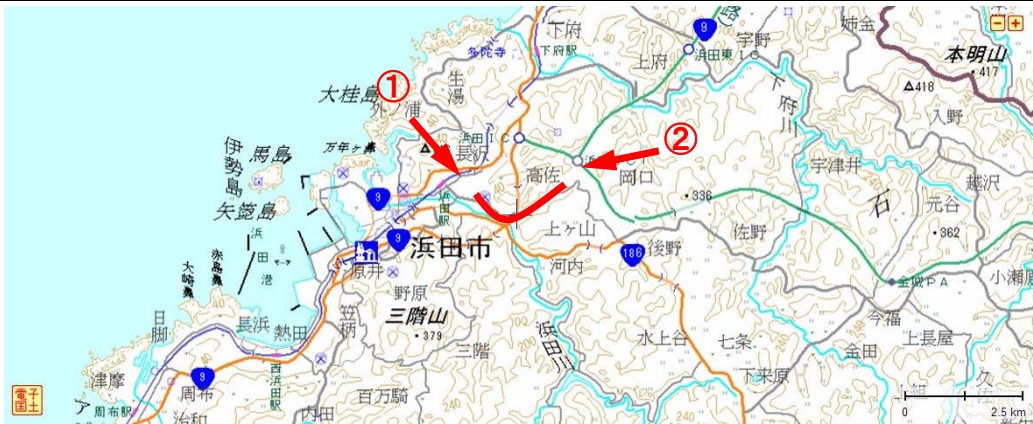 下府
9
宇野
姉金
本明山
・417
多陀寺
下府駅
上府
浜田東IC
生湯
①
大桂島
外ノ浦
下府川
△418
入野
浜田IC
②
伊勢島
馬島
万年ヶ鼻
長沢
浜
高佐
岡口
宇津井
越沢
矢箆島
9
浜田駅
・336
石
元谷
浜田港
9
浜田市
上ヶ山
佐野
・362
赤島鼻
大崎鼻
原井
186
後野
河内
金城PA
小瀬原
野原
笠柄
三階山
・379
浜田川
日脚
長浜
熱田
三階
水上谷
七条
今福
上長屋
金田
津摩
9
周布
西浜田駅
百万騎
下来原
周布駅
治和
内田
電子国土
0
2.5 km